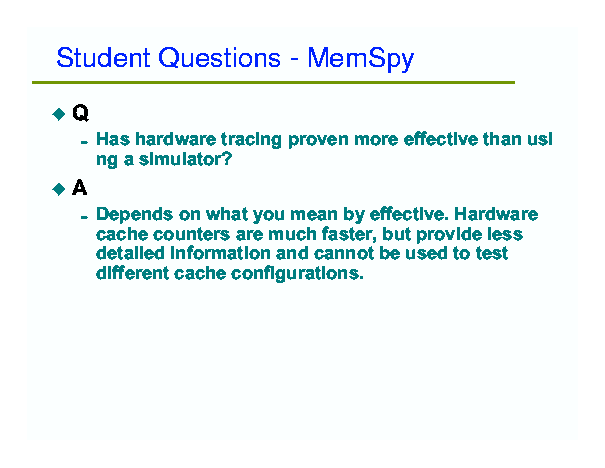 Student Questions - MemSpy
Q
Has hardware tracing proven more effective than usi
ng a simulator?
A
Depends on what you mean by effective. Hardware
cache counters are much faster, but provide less
detailed information and cannot be used to test
different cache configurations.